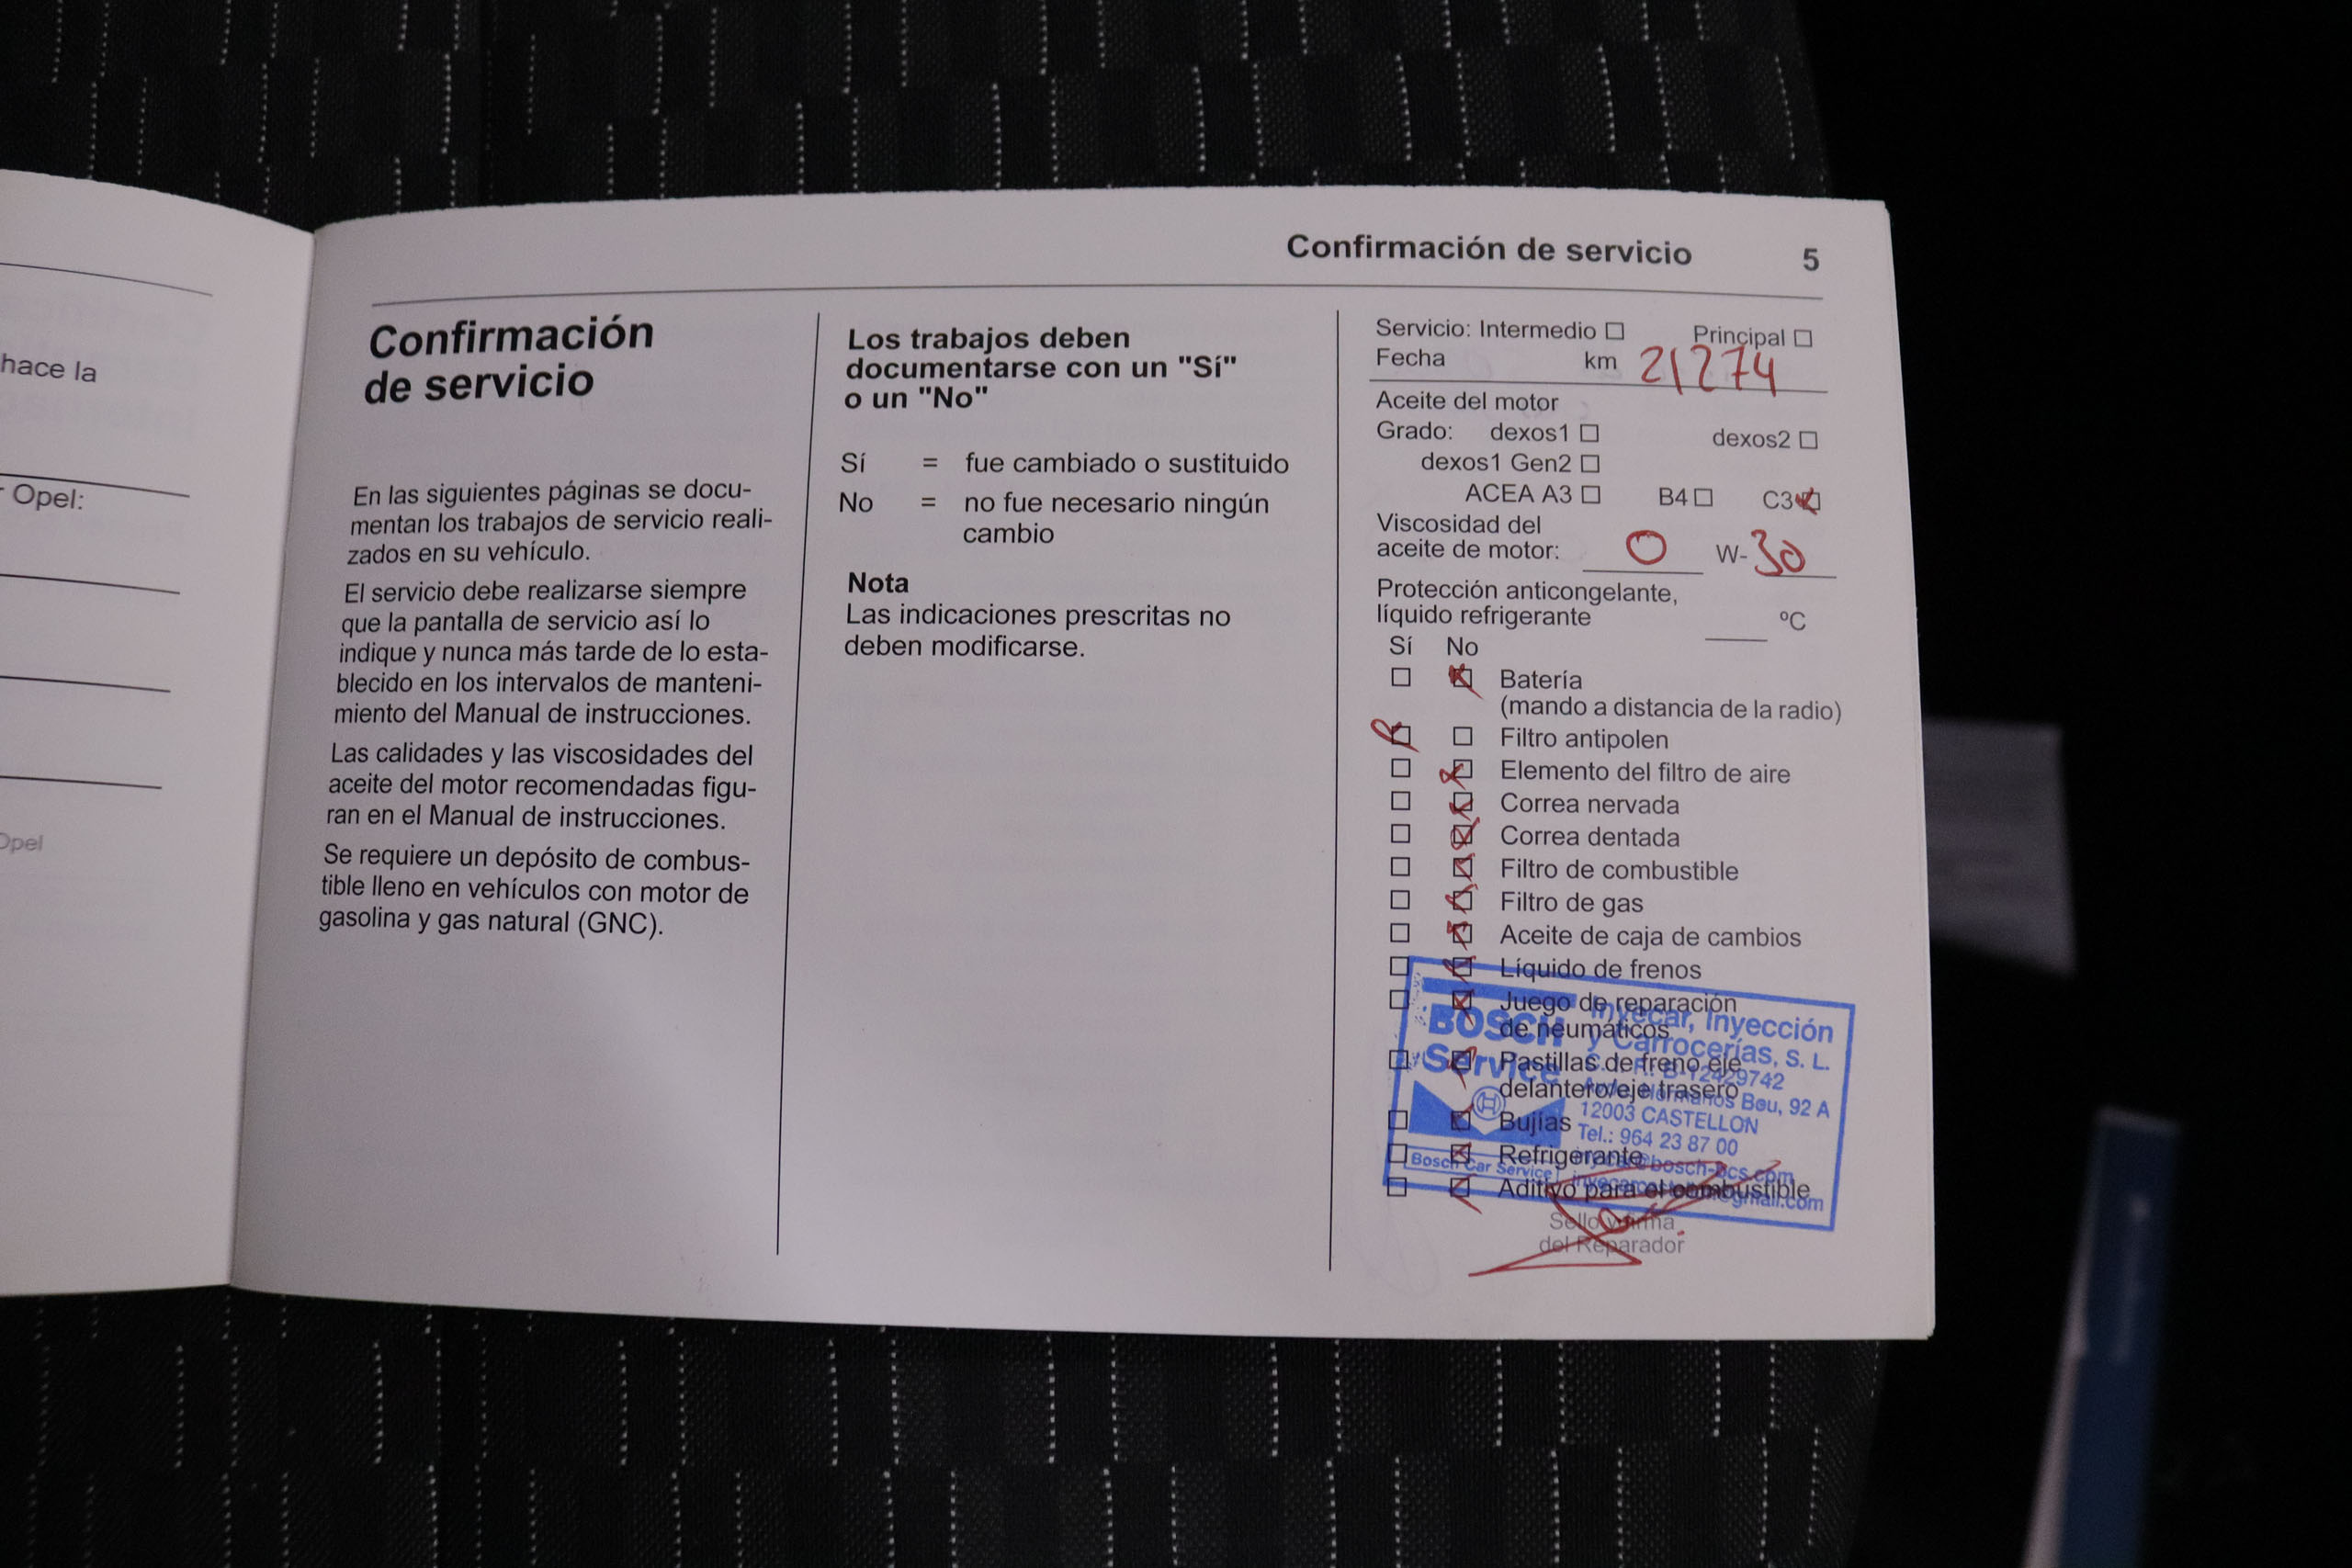 hace la
Opel:
Opel
Confirmación de servicio 5
Confirmación
de servicio
En las siguientes páginas se docu-
mentan los trabajos de servicio reali-
zados en su vehículo.
El servicio debe realizarse siempre
que la pantalla de servicio así lo
indique y nunca más tarde de lo esta-
blecido en los intervalos de manteni-
miento del Manual de instrucciones.
Las calidades y las viscosidades del
aceite del motor recomendadas figu-
ran en el Manual de instrucciones.
Se requiere un depósito de combus-
tible lleno en vehículos con motor de
gasolina y gas natural (GNC).
Los trabajos deben
documentarse con un "Sí"
o un "No"
Sí = fue cambiado o sustituido
No = no fue necesario ningún
cambio
Nota
Las indicaciones prescritas no
deben modificarse.
Servicio: Intermedio Principal
Fecha km 21274
Aceite del motor
Grado: dexos1 dexos2
dexos1 Gen2
ACEA A3 B4 C3
Viscosidad del
aceite de motor: 0 W-30
Protección anticongelante,
líquido refrigerante ºC
Sí No
Batería
(mando a distancia de la radio)
Filtro antipolen
Elemento del filtro de aire
Correa nervada
Correa dentada
Filtro de combustible
Filtro de gas
Aceite de caja de cambios
Líquido de frenos
Juego de reparación
de neumáticos
Pastillas de freno eje
delantero/eje trasero
Bujías
Refrigerante
Aditivo para el combustible
Sello y firma
del Reparador
BOSCH
Service
Bosch Car Service
Inyecar, Inyección
y Carrocerías, S. L.
B-12429742
Hermanos Bou, 92 A
12003 CASTELLON
Tel.: 964 23 87 00